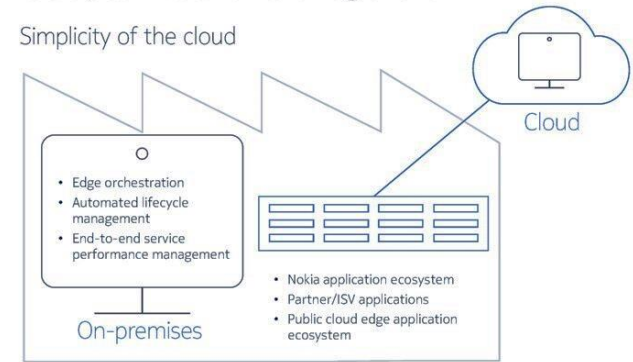 Simplicity of the cloud
Cloud
• Edge orchestration
• Automated lifecycle
management
• End-to-end service
performance management
On-premises
• Nokia application ecosystem
• Partner/ISV applications
• Public cloud edge application
ecosystem